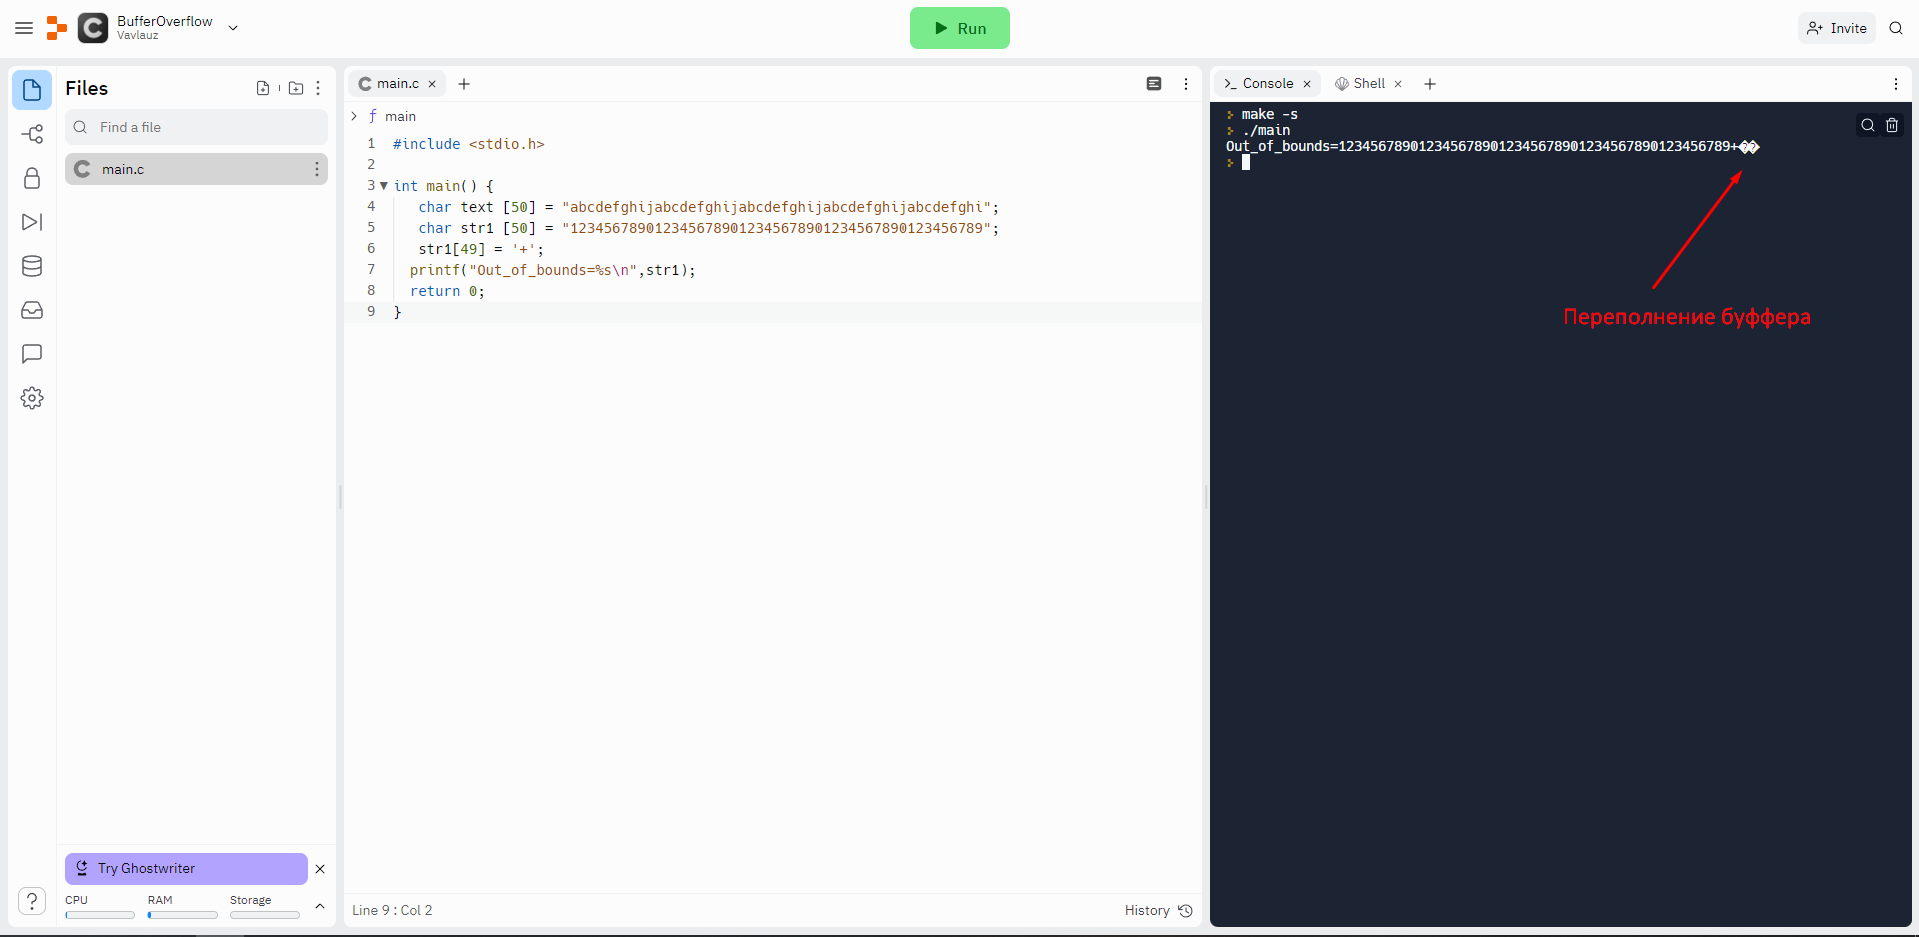 BufferOverflow
Vavlauz
Run
Invite
Files
Find a file
main.c
Try Ghostwriter
CPU RAM Storage
?
main.c
main
1 #include <stdio.h>
2
3 int main() {
4 char text [50] = "abcdefghijabcdefghijabcdefghijabcdefghijabcdefghi";
5 char str1 [50] = "1234567890123456789012345678901234567890123456789";
6 str1[49] = '+';
7 printf("Out_of_bounds=%s\n",str1);
8 return 0;
9 }
Line 9 : Col 2
History
Console
Shell
make -s
./main
Out_of_bounds=1234567890123456789012345678901234567890123456789+��
Переполнение буффера